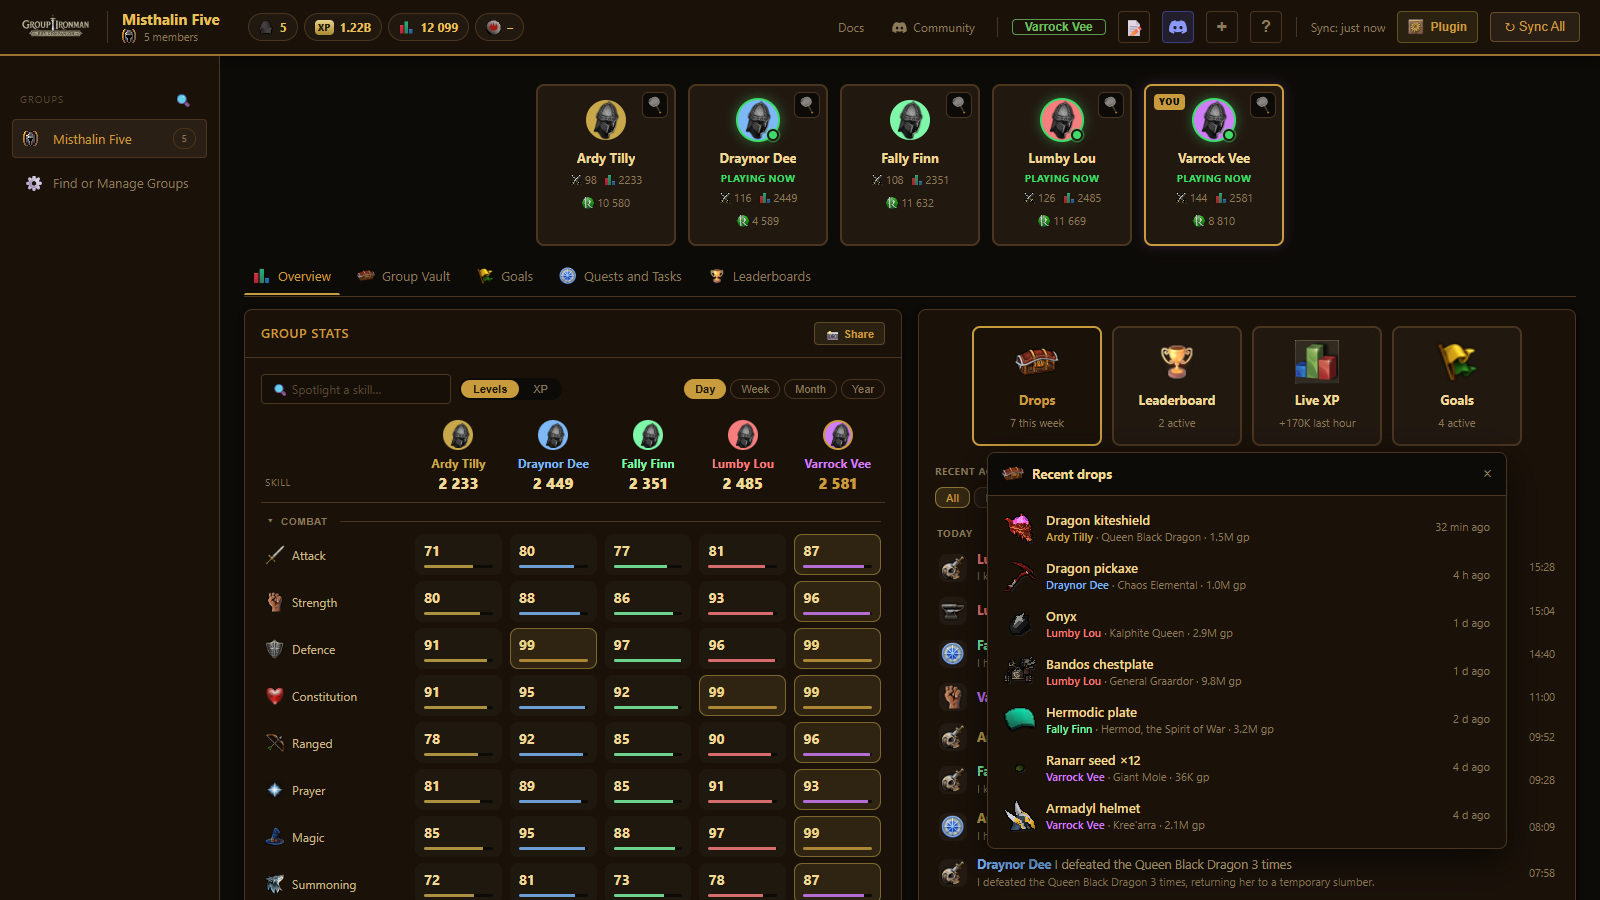 GROUP IRONMAN
Misthalin Five
5 members
5
XP 1.22B
12 099
–
Docs
Community
Varrock Vee
+
?
Sync: just now
Plugin
↻ Sync All
GROUPS
Misthalin Five
5
Find or Manage Groups
Ardy Tilly
98 2233
10 580
Draynor Dee
PLAYING NOW
116 2449
4 589
Fally Finn
108 2351
11 632
Lumby Lou
PLAYING NOW
126 2485
11 669
YOU
Varrock Vee
PLAYING NOW
144 2581
8 810
Overview
Group Vault
Goals
Quests and Tasks
Leaderboards
GROUP STATS
Share
Spotlight a skill...
Levels XP
Day Week Month Year
SKILL
Ardy Tilly
2 233
Draynor Dee
2 449
Fally Finn
2 351
Lumby Lou
2 485
Varrock Vee
2 581
COMBAT
Attack 71 80 77 81 87
Strength 80 88 86 93 96
Defence 91 99 97 96 99
Constitution 91 95 92 99 99
Ranged 78 92 85 90 96
Prayer 81 89 85 91 93
Magic 85 95 88 97 99
Summoning 72 81 73 78 87
Drops
7 this week
Leaderboard
2 active
Live XP
+170K last hour
Goals
4 active
RECENT A
All
TODAY
Recent drops
×
Dragon kiteshield
Ardy Tilly · Queen Black Dragon · 1.5M gp
32 min ago
Dragon pickaxe
Draynor Dee · Chaos Elemental · 1.0M gp
4 h ago
Onyx
Lumby Lou · Kalphite Queen · 2.9M gp
1 d ago
Bandos chestplate
Lumby Lou · General Graardor · 9.8M gp
1 d ago
Hermodic plate
Fally Finn · Hermod, the Spirit of War · 3.2M gp
2 d ago
Ranarr seed ×12
Varrock Vee · Giant Mole · 36K gp
4 d ago
Armadyl helmet
Varrock Vee · Kree'arra · 2.1M gp
4 d ago
15:28
15:04
14:40
11:00
09:52
09:28
08:09
Draynor Dee I defeated the Queen Black Dragon 3 times
I defeated the Queen Black Dragon 3 times, returning her to a temporary slumber.
07:58